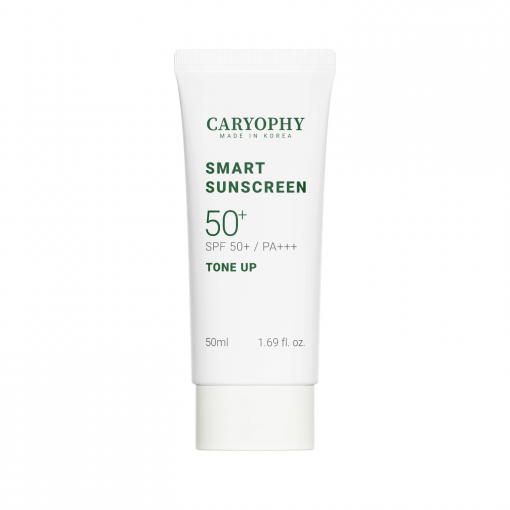 CARYOPHY
MADE IN KOREA
SMART
SUNSCREEN
50+
SPF 50+ / PA+++
TONE UP
50ml 1.69 fl. oz.